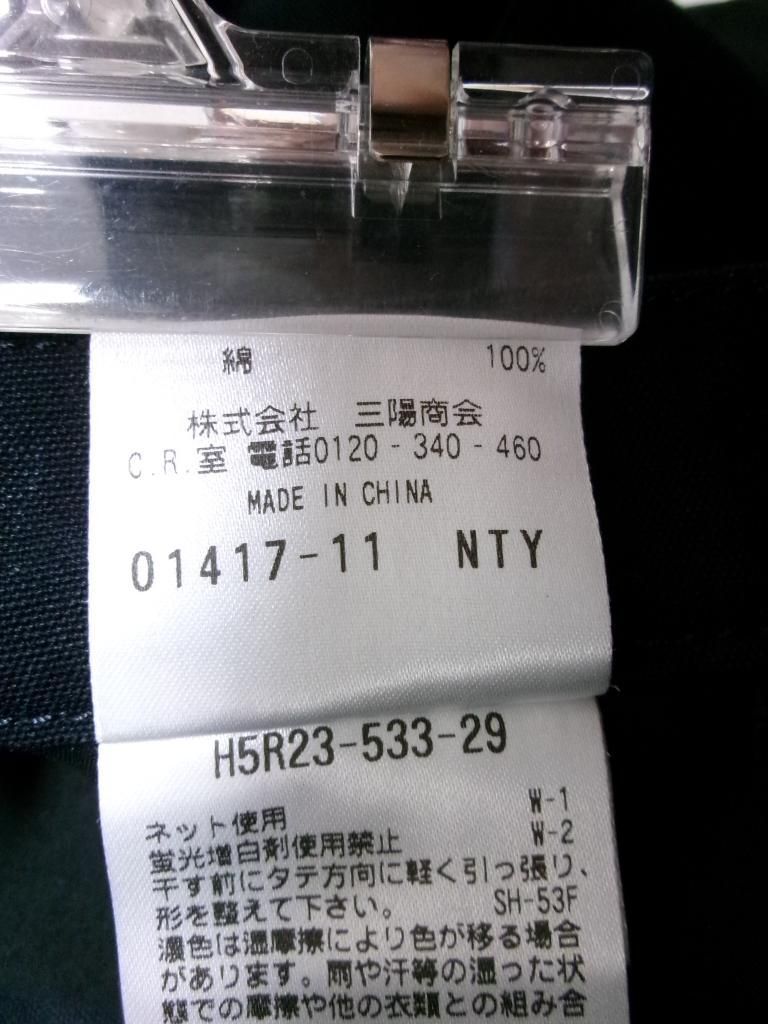 綿 100%
株式会社 三陽商会
C.R.室 電話0120-340-460
MADE IN CHINA
01417-11 NTY
H5R23-533-29
W-1
ネット使用 W-2
蛍光増白剤使用禁止
干す前にタテ方向に軽く引っ張り、
形を整えて下さい。 SH-53F
濃色は湿摩擦により色が移る場合
があります。雨や汗等の湿った状
態での摩擦や他の衣類との組み合